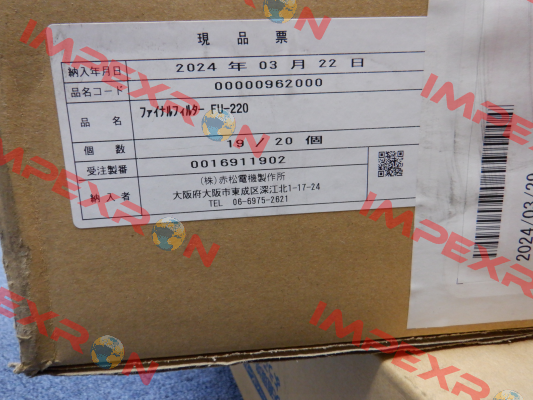 現品票
納入年月日 2024 年 03 月 22 日
品名コード 00000962000
品名 ファイナルフィルター FU-220
個数 19 / 20 個
受注製番 0016911902
納入者 (株)赤松電機製作所
大阪府大阪市東成区深江北1-17-24
TEL 06-6975-2621
IMPEXRON
IMPEXRON
IMPEXRON
IMPEXRON
IMPEXRON